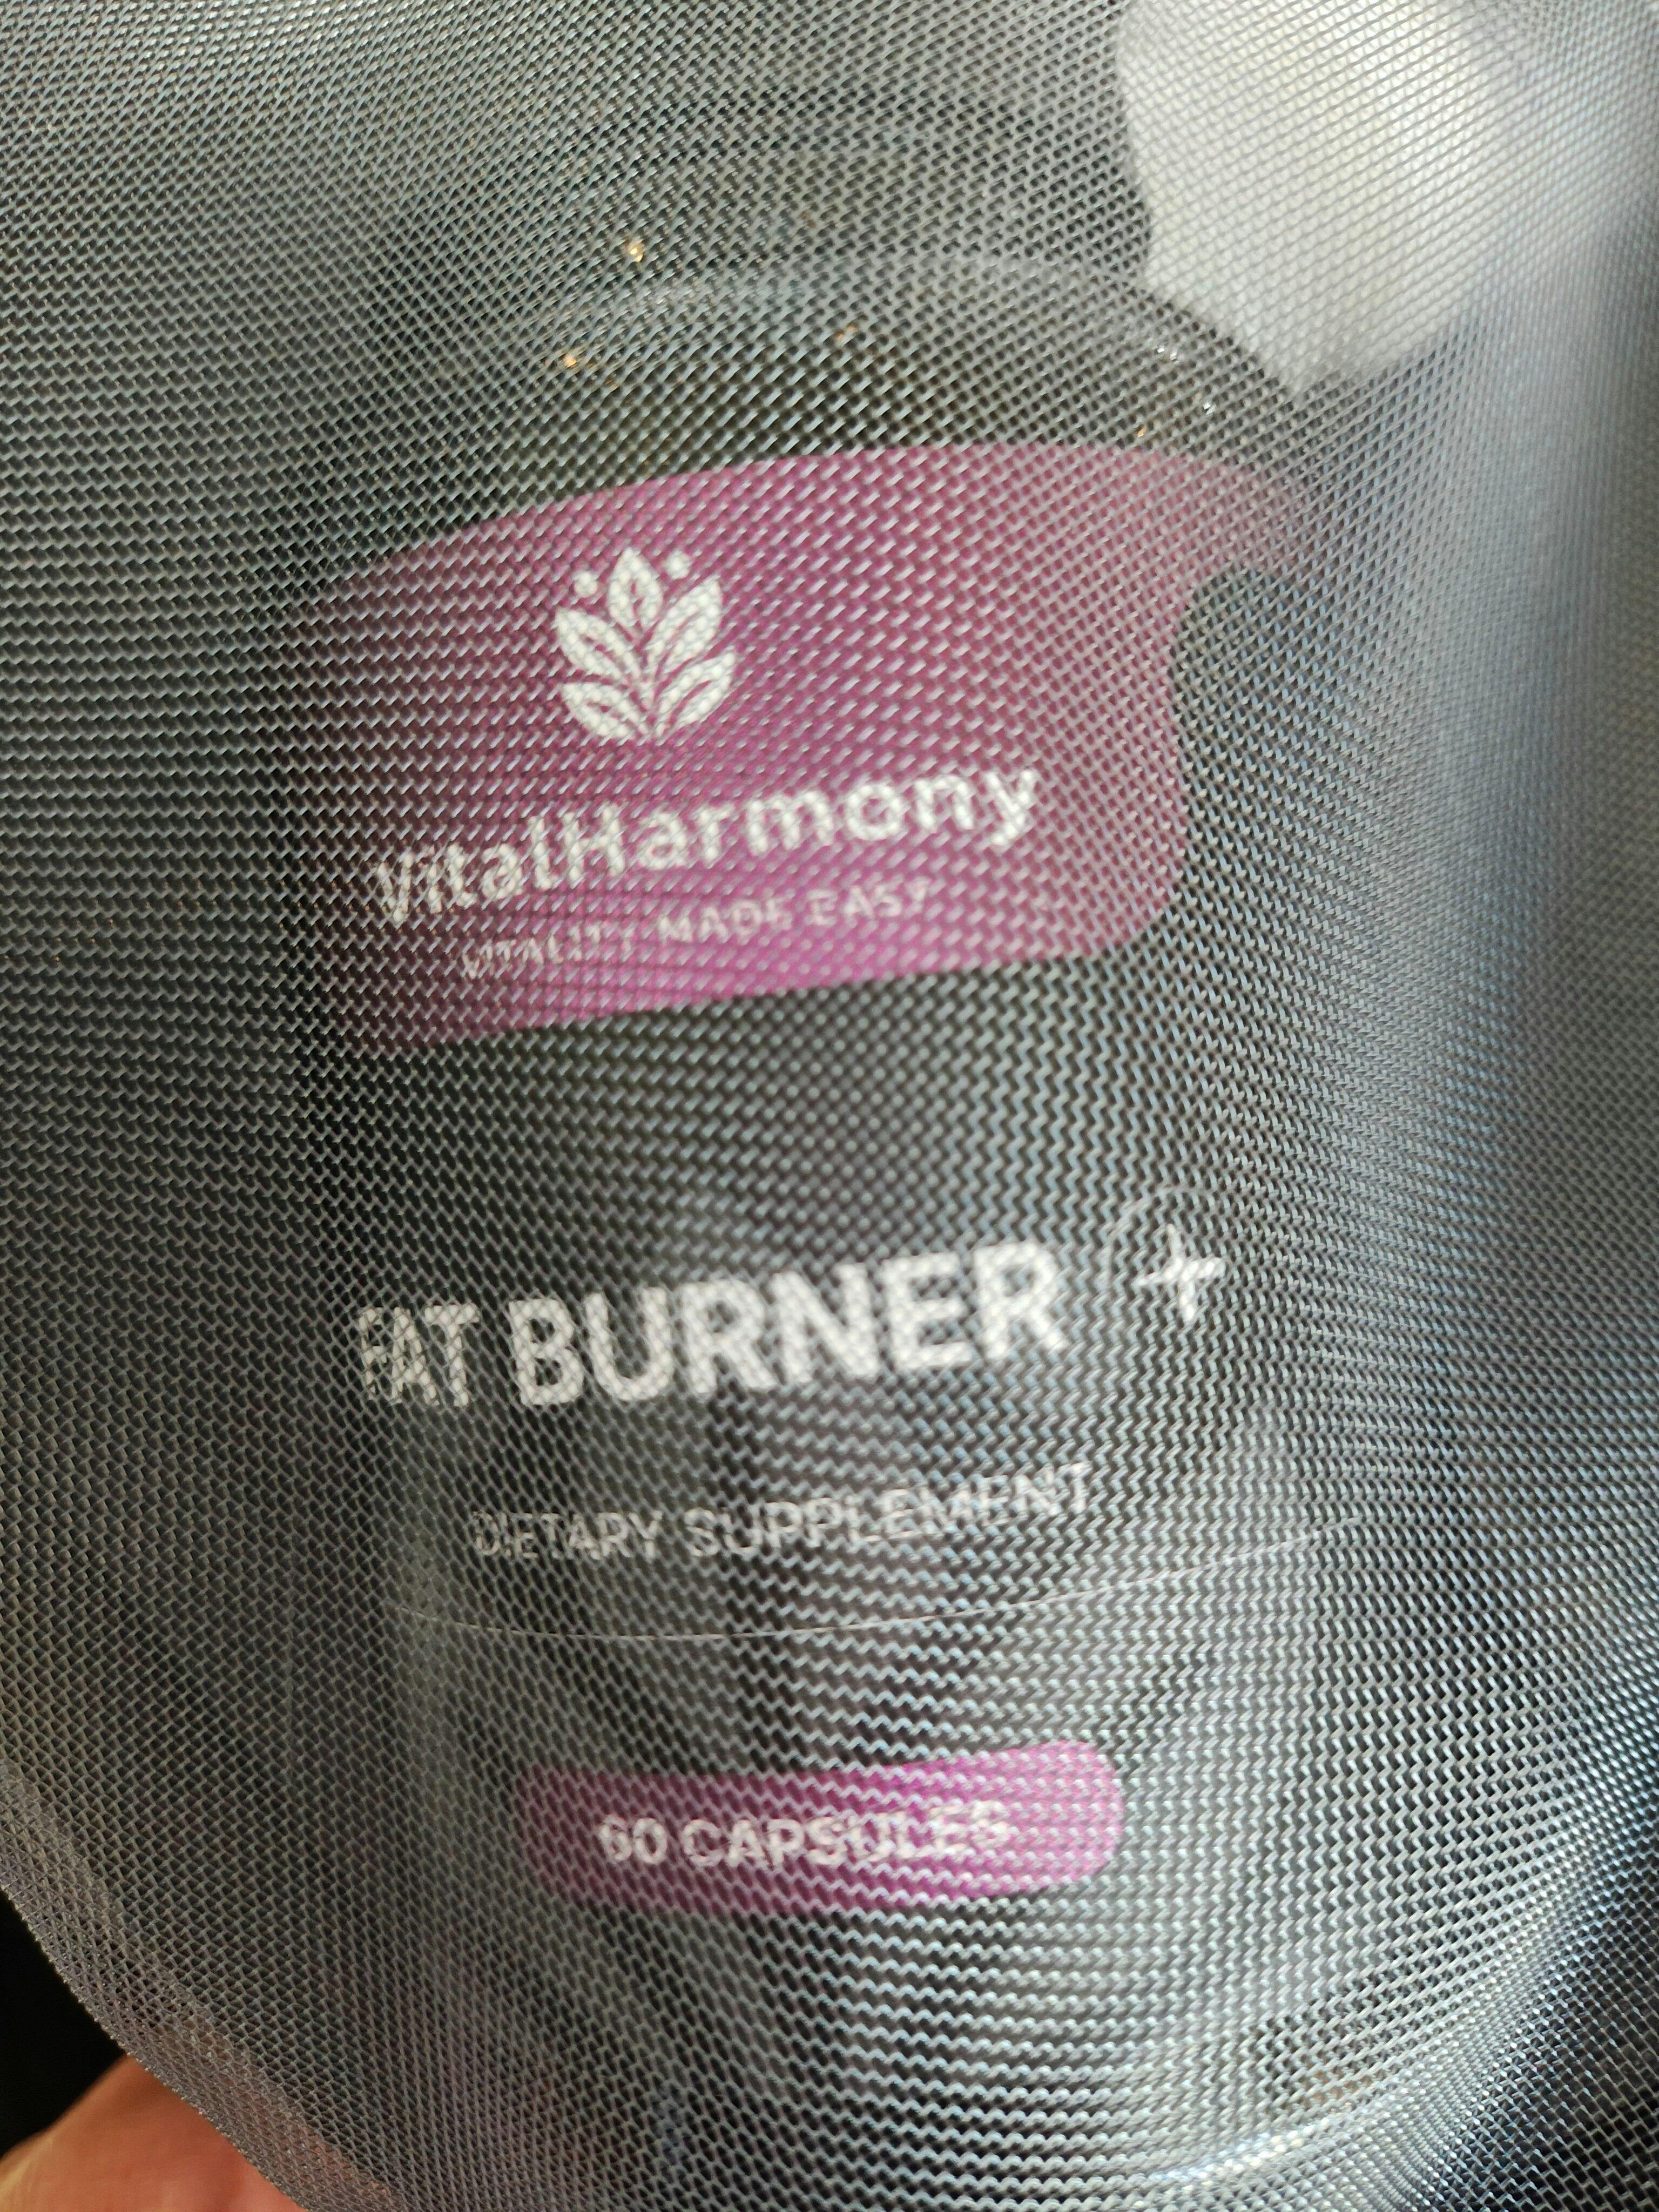 VitalHarmony
VITALITY MADE EASY
FAT BURNER +
DIETARY SUPPLEMENT
60 CAPSULES